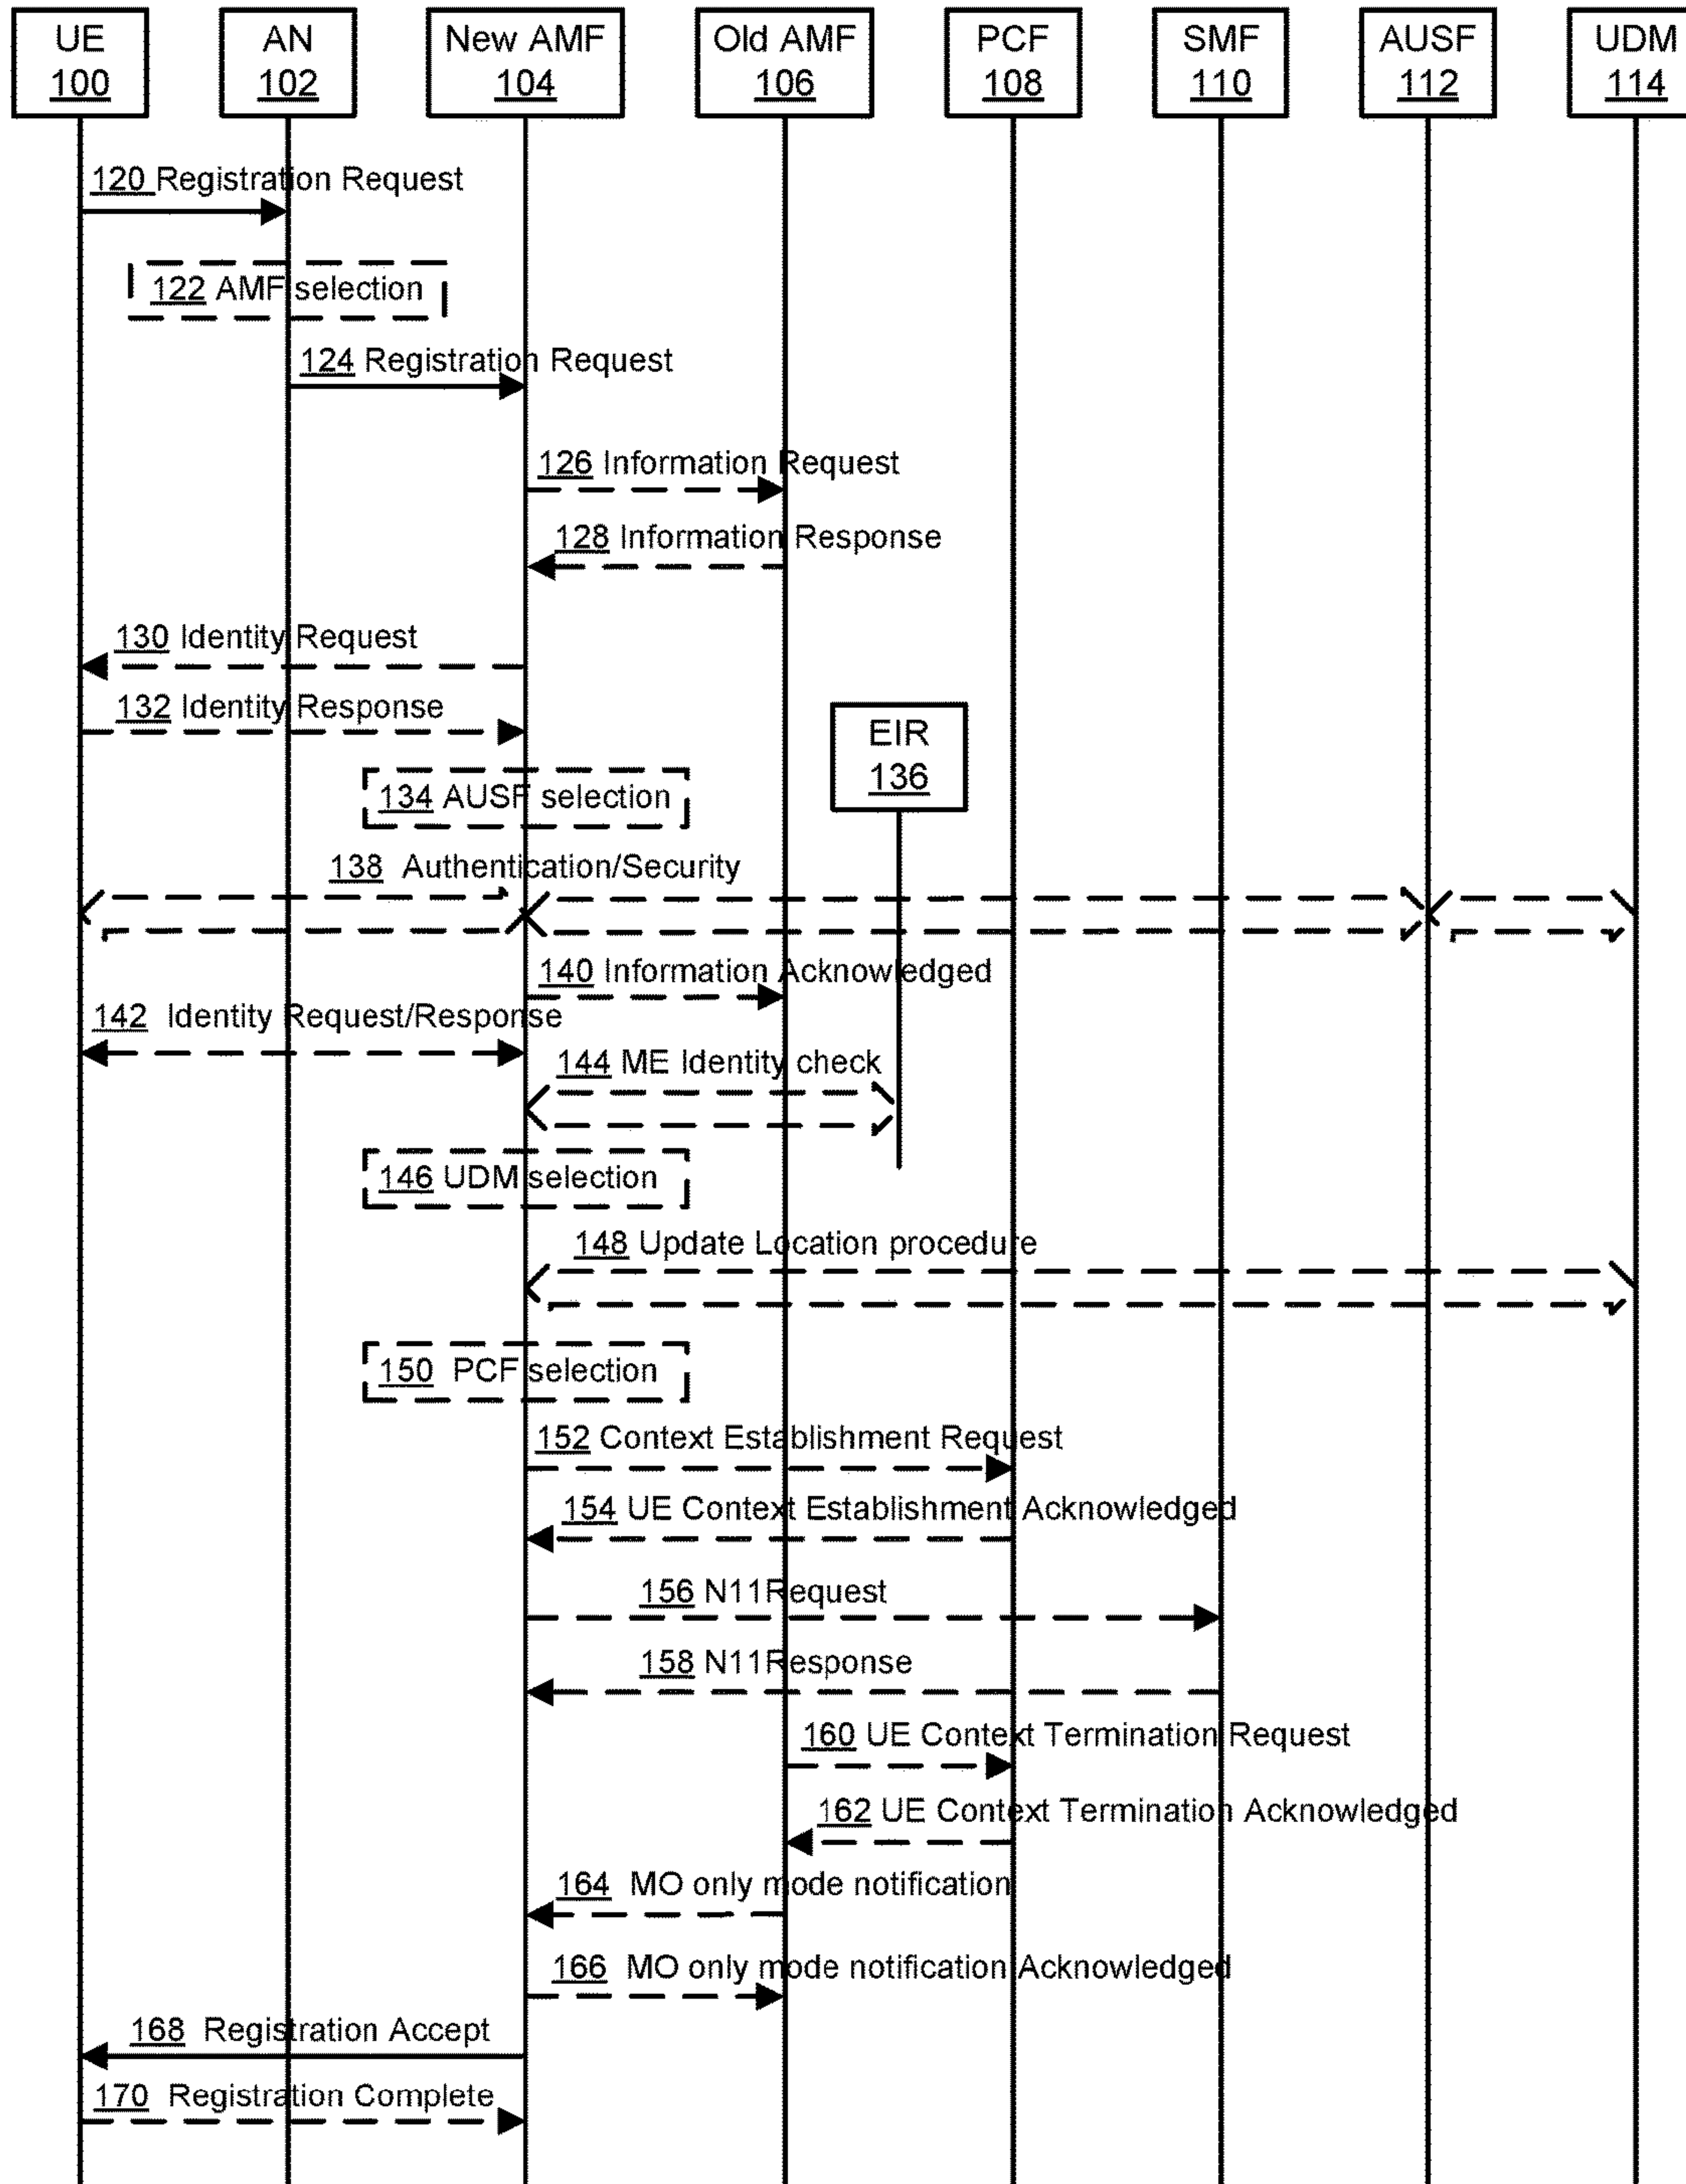 UE
100
AN
102
New AMF
104
Old AMF
106
PCF
108
SMF
110
AUSF
112
UDM
114
120 Registration Request
122 AMF selection
124 Registration Request
126 Information Request
128 Information Response
130 Identity Request
132 Identity Response
EIR
136
134 AUSF selection
138 Authentication/Security
140 Information Acknowledged
142 Identity Request/Response
144 ME Identity check
146 UDM selection
148 Update Location procedure
150 PCF selection
152 Context Establishment Request
154 UE Context Establishment Acknowledged
156 N11Request
158 N11Response
160 UE Context Termination Request
162 UE Context Termination Acknowledged
164 MO only mode notification
166 MO only mode notification Acknowledged
168 Registration Accept
170 Registration Complete